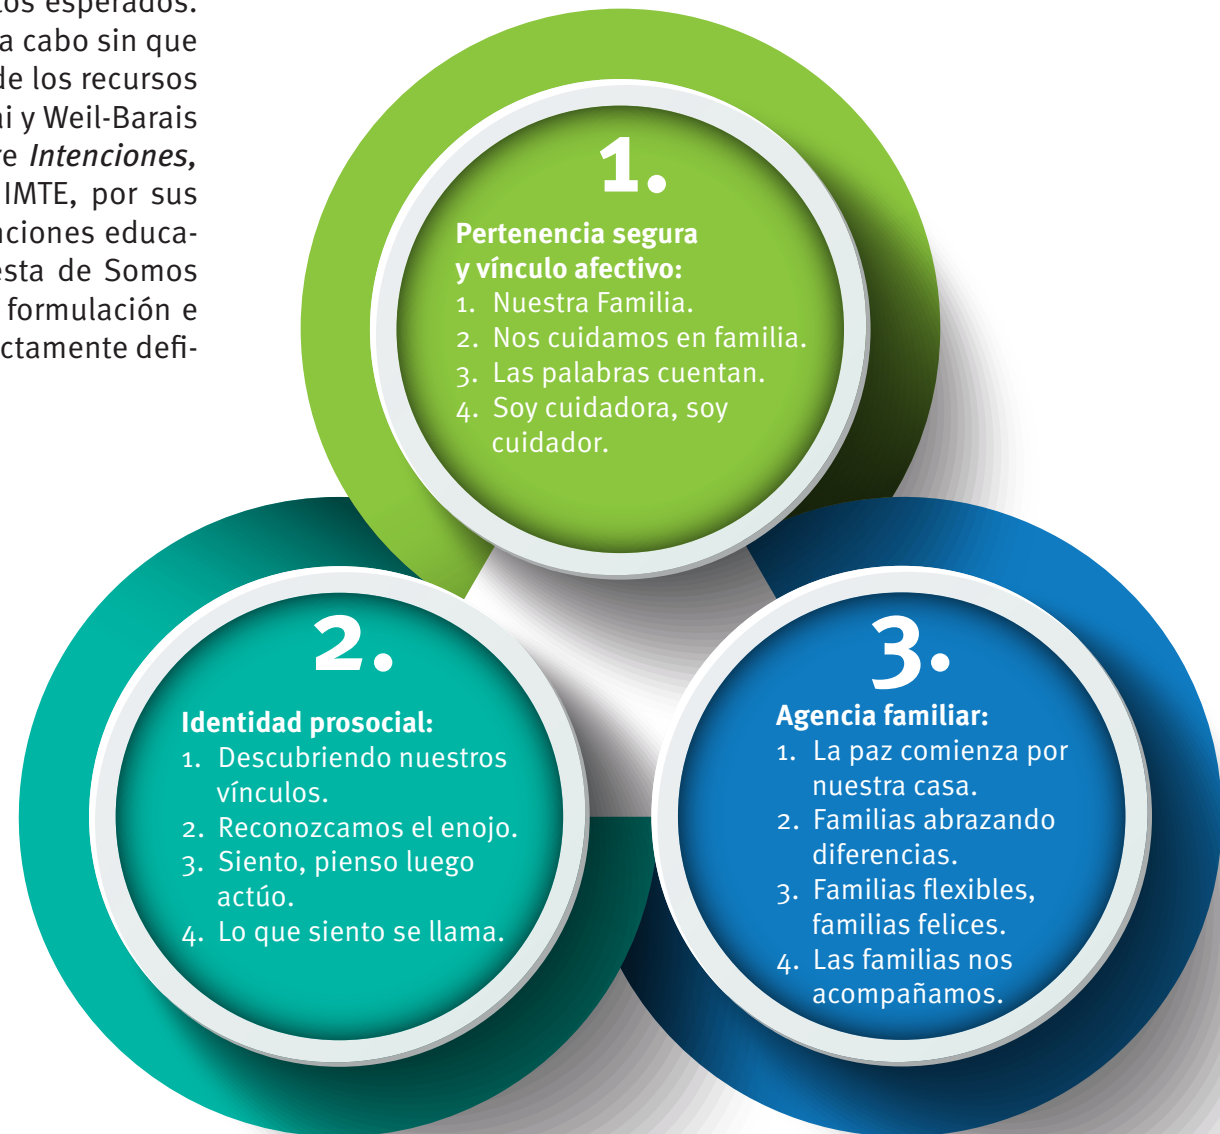 tos esperados.
a cabo sin que
de los recursos
ai y Weil-Barais
re Intenciones,
IMTE, por sus
nciones educa-
esta de Somos
formulación e
ctamente defi-
1.
Pertenencia segura
y vínculo afectivo:
1. Nuestra Familia.
2. Nos cuidamos en familia.
3. Las palabras cuentan.
4. Soy cuidadora, soy
cuidador.
2.
Identidad prosocial:
1. Descubriendo nuestros
vínculos.
2. Reconozcamos el enojo.
3. Siento, pienso luego
actúo.
4. Lo que siento se llama.
3.
Agencia familiar:
1. La paz comienza por
nuestra casa.
2. Familias abrazando
diferencias.
3. Familias flexibles,
familias felices.
4. Las familias nos
acompañamos.